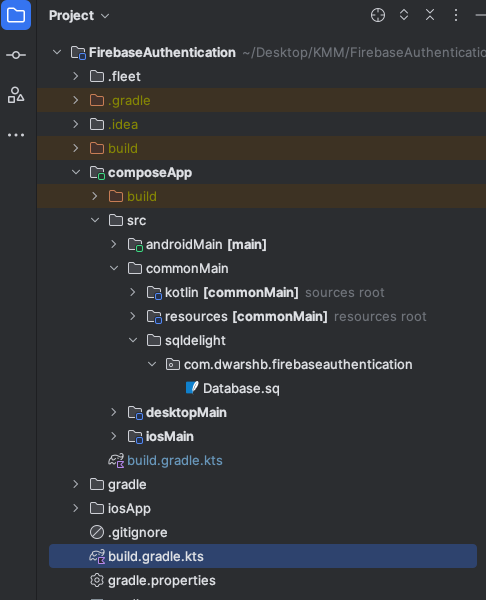 Project
FirebaseAuthentication ~/Desktop/KMM/FirebaseAuthentication
.fleet
.gradle
.idea
build
composeApp
build
src
androidMain [main]
commonMain
kotlin [commonMain] sources root
resources [commonMain] resources root
sqldelight
com.dwarshb.firebaseauthentication
Database.sq
desktopMain
iosMain
build.gradle.kts
gradle
iosApp
.gitignore
build.gradle.kts
gradle.properties